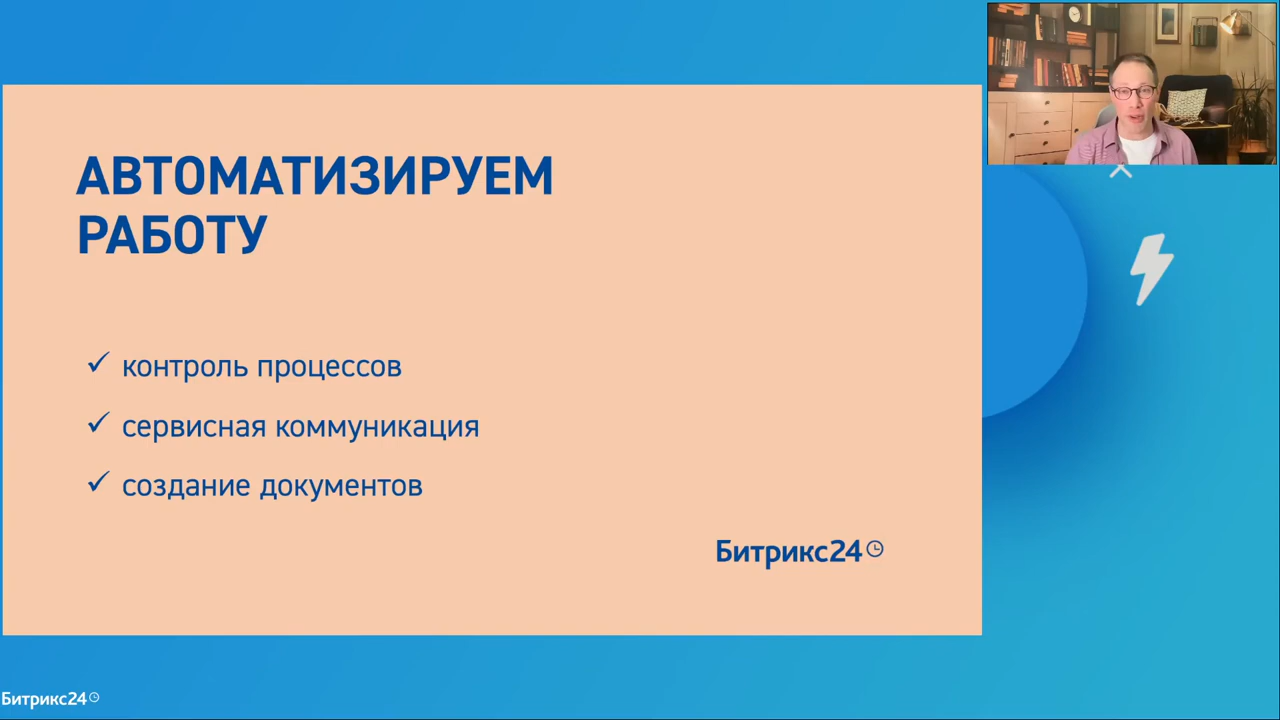 АВТОМАТИЗИРУЕМ
РАБОТУ
✓ контроль процессов
✓ сервисная коммуникация
✓ создание документов
Битрикс24
Битрикс24